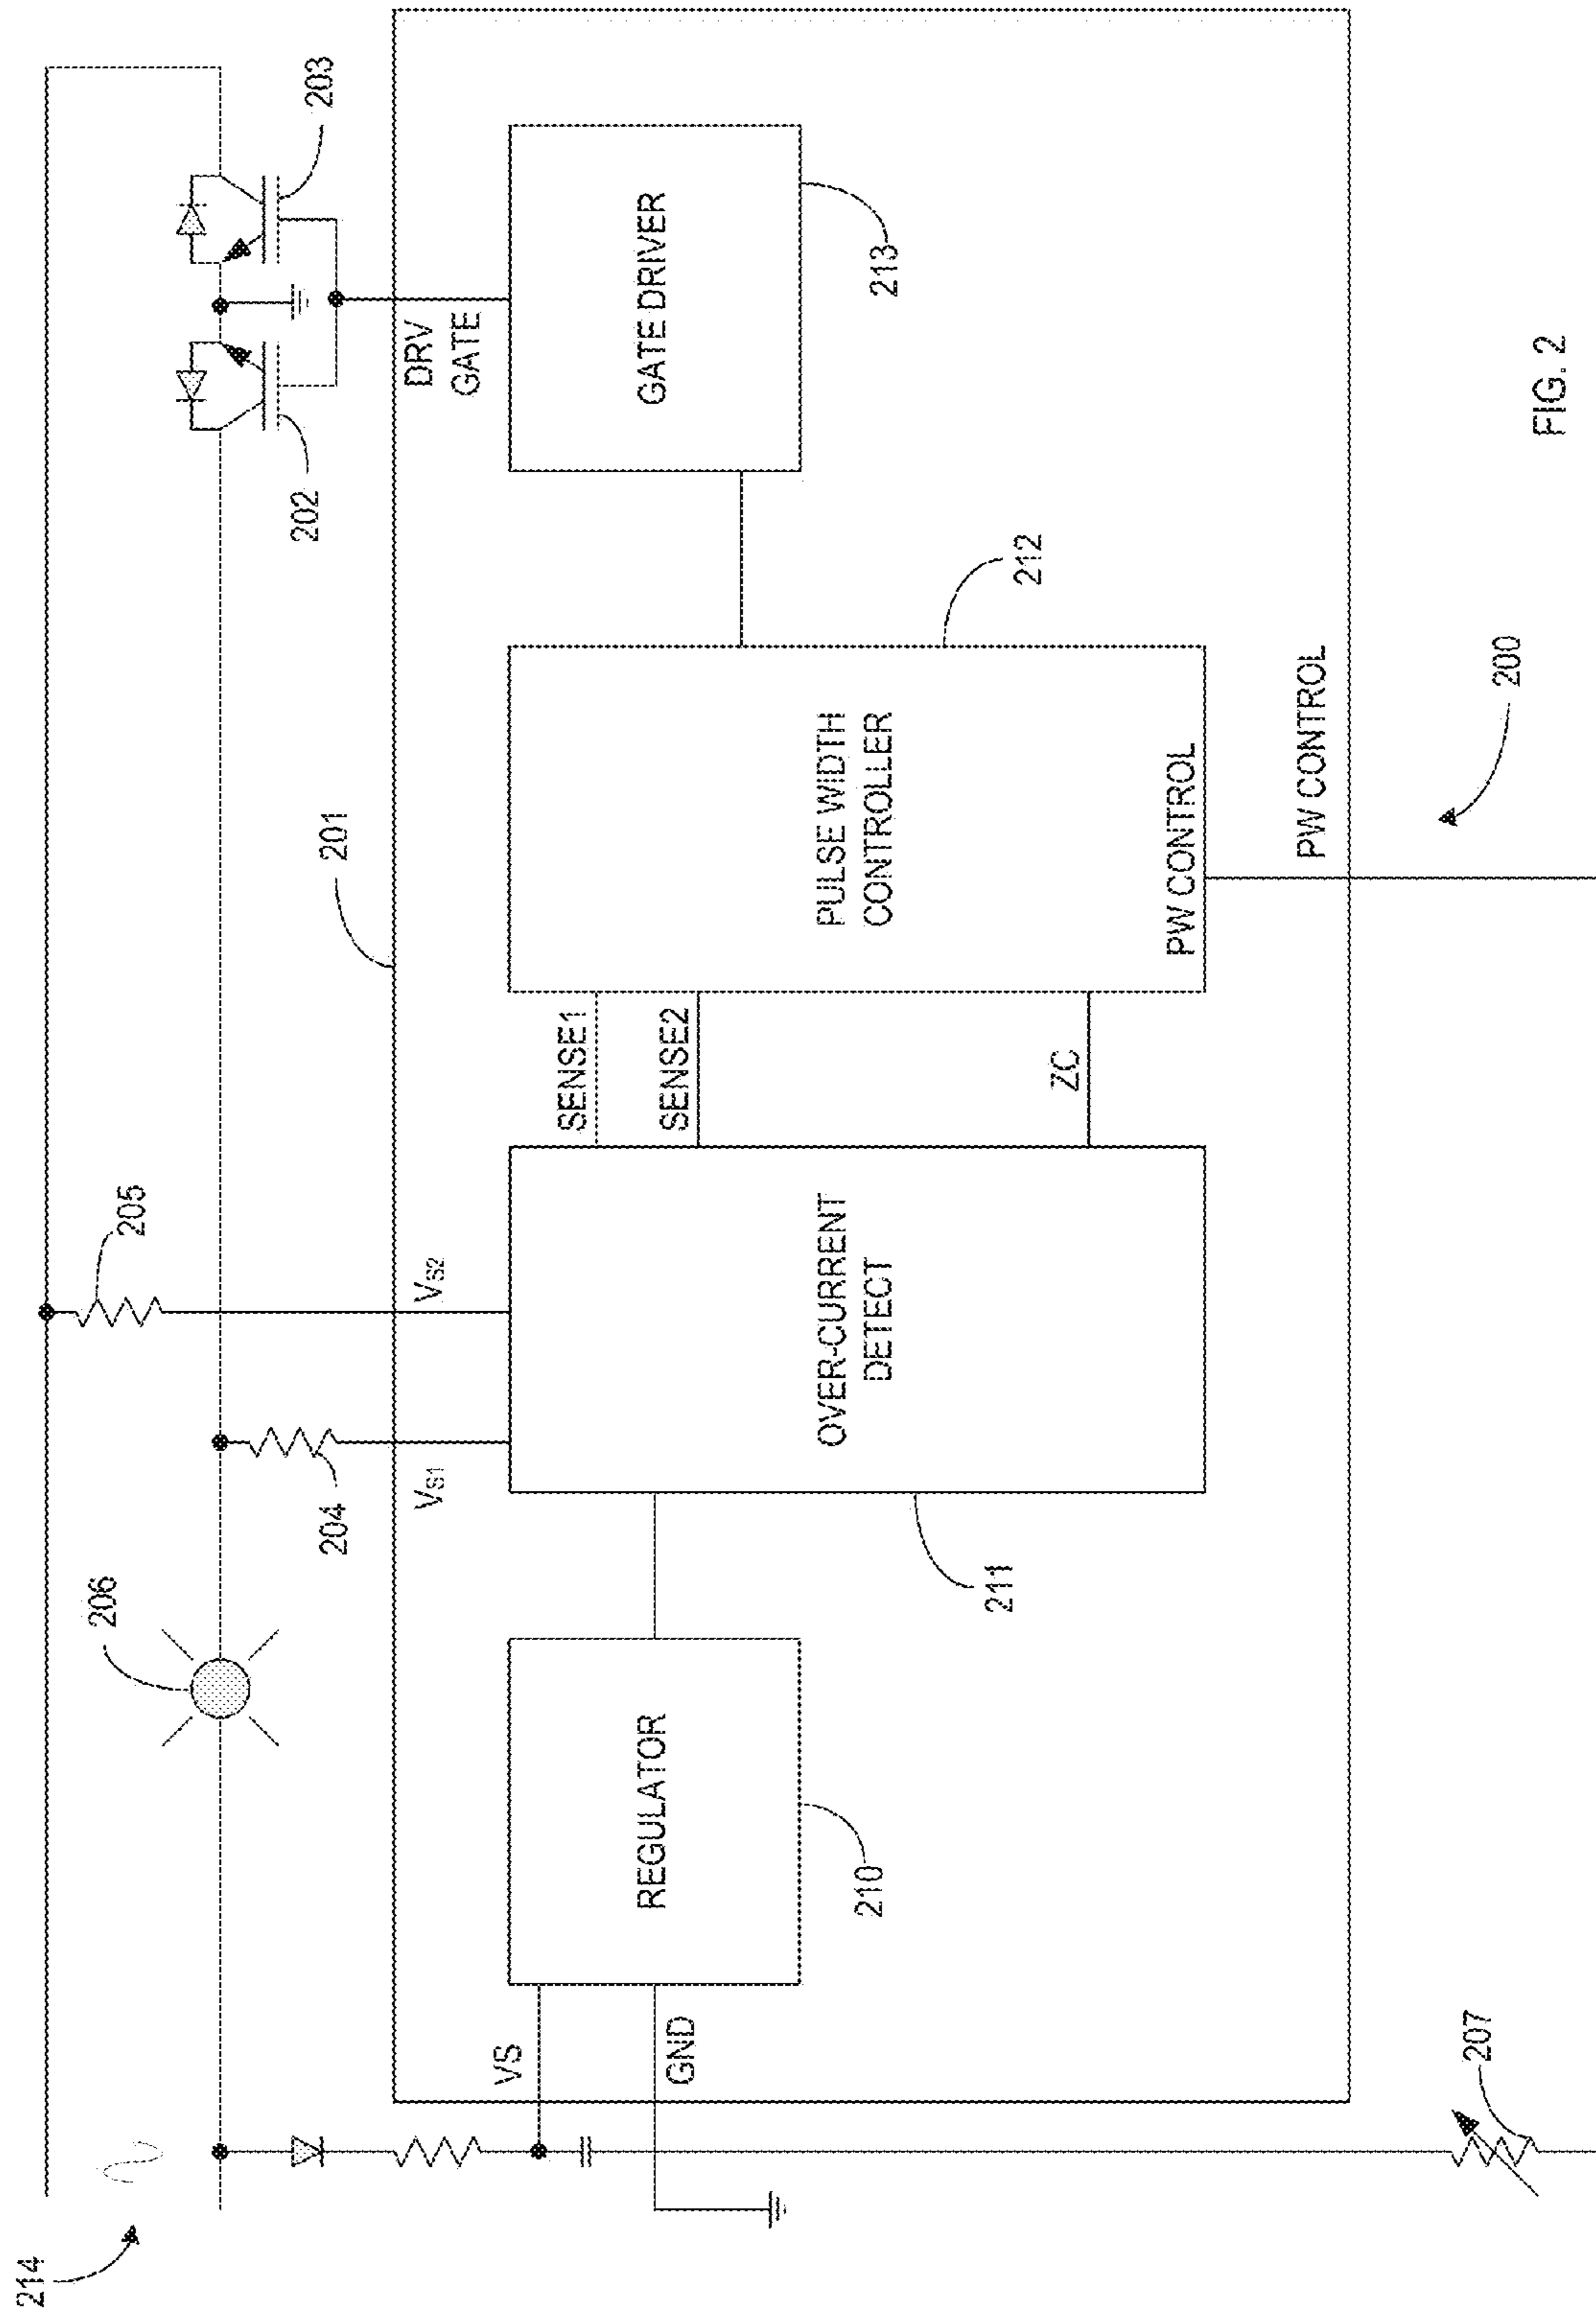 214
206
205
204
202
203
201
VS1
VS2
DRV
GATE
VS
GND
REGULATOR
210
OVER-CURRENT
DETECT
211
SENSE1
SENSE2
ZC
PULSE WIDTH
CONTROLLER
PW CONTROL
212
GATE DRIVER
213
PW CONTROL
207
200
FIG. 2